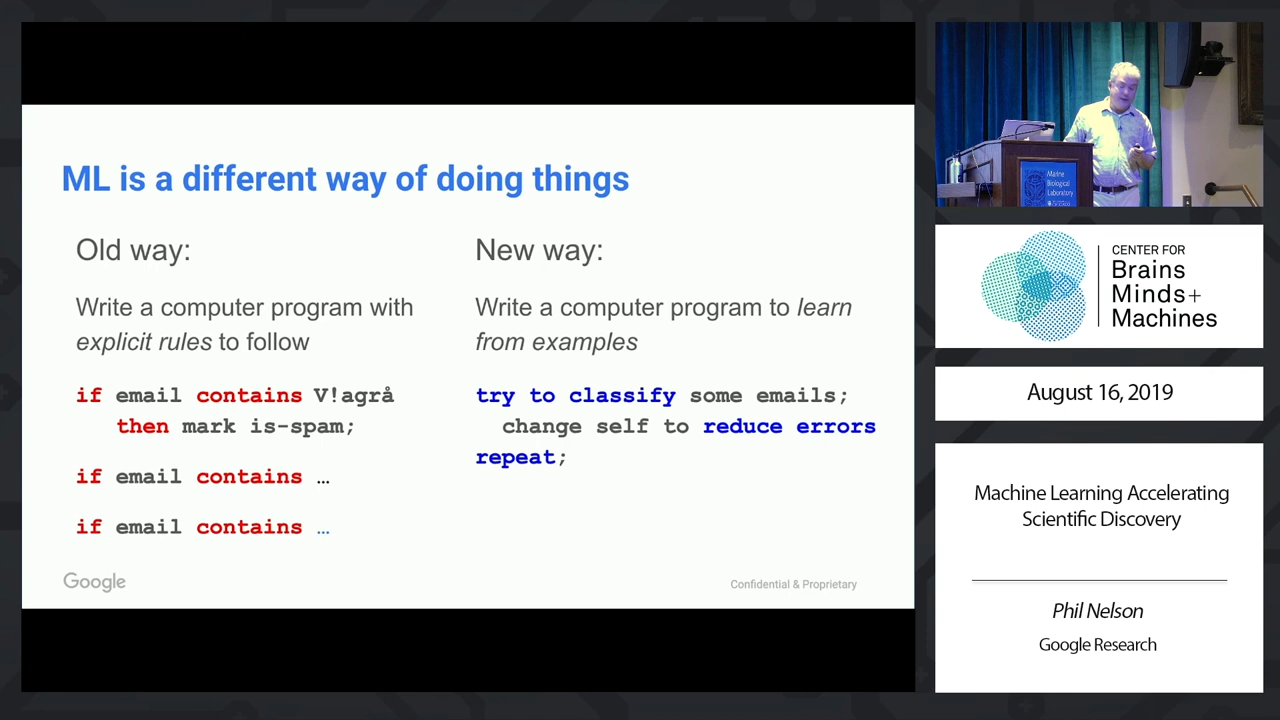 ML is a different way of doing things
Old way:
Write a computer program with
explicit rules to follow
if email contains V!agrå
then mark is-spam;
if email contains …
if email contains …
New way:
Write a computer program to learn
from examples
try to classify some emails;
change self to reduce errors
repeat;
Google
Confidential & Proprietary
Marine
Biological
Laboratory
CENTER FOR
Brains
Minds+
Machines
August 16, 2019
Machine Learning Accelerating
Scientific Discovery
Phil Nelson
Google Research